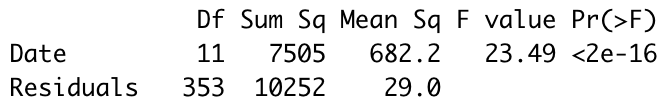 Df Sum Sq Mean Sq F value Pr(>F)
Date 11 7505 682.2 23.49 <2e-16
Residuals 353 10252 29.0